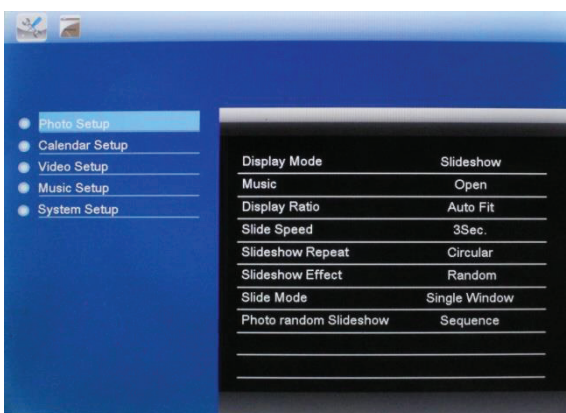 Photo Setup
Calendar Setup
Video Setup
Music Setup
System Setup
Display Mode Slideshow
Music Open
Display Ratio Auto Fit
Slide Speed 3Sec.
Slideshow Repeat Circular
Slideshow Effect Random
Slide Mode Single Window
Photo random Slideshow Sequence